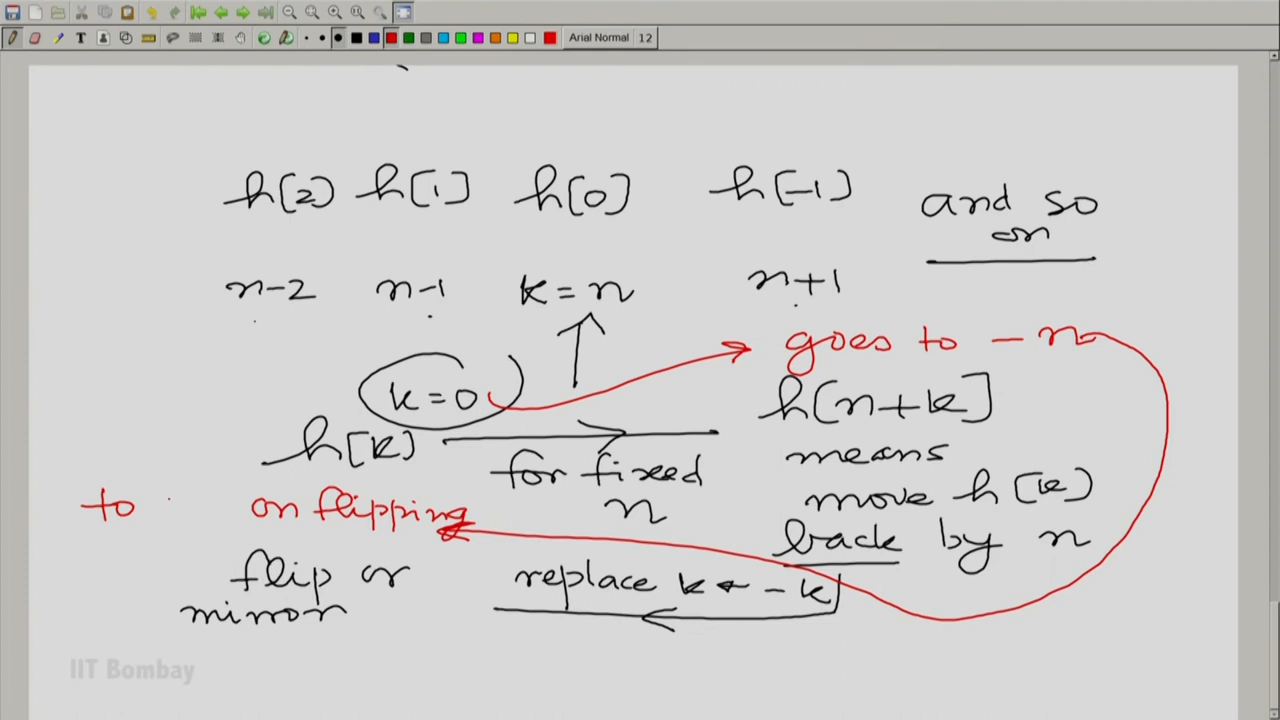 Arial Normal 12
h[2] h[1] h[0] h[-1] and so on
n-2 n-1 k=n n+1
goes to -n
k=0
h[k] for fixed n h[n+k]
means
move h[k]
back by n
to on flipping
flip or mirror
replace k ← -k
IIT Bombay